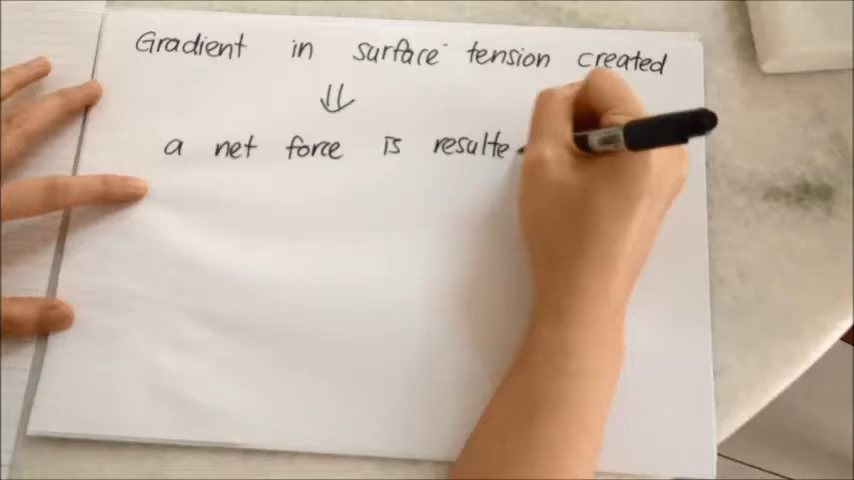 Gradient in surface tension created
⇓
a net force is resulte